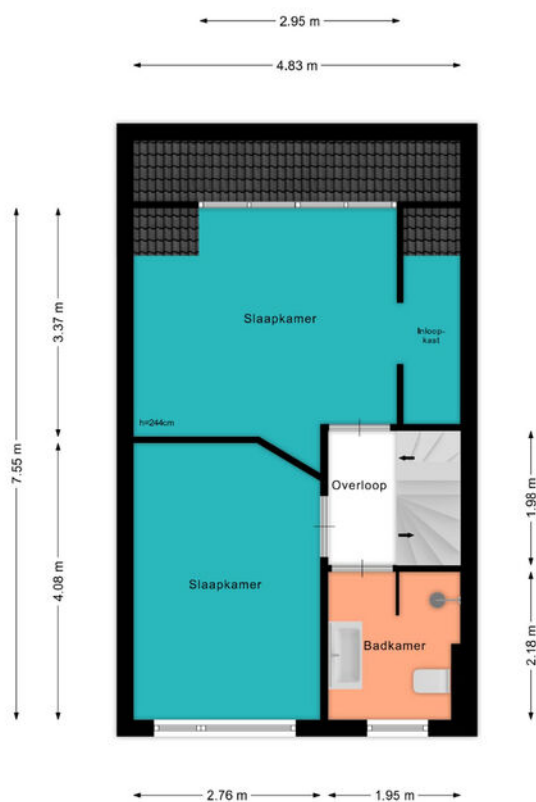 2.95 m
4.83 m
7.55 m
3.37 m
4.08 m
Slaapkamer
Inloop-
kast
h=244cm
Overloop
1.98 m
Slaapkamer
Badkamer
2.18 m
2.76 m
1.95 m